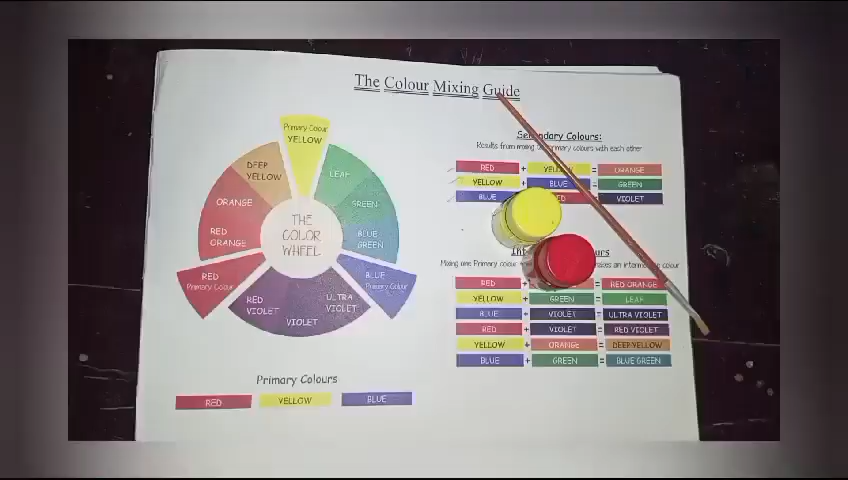 The Colour Mixing Guide
Primary Colour
YELLOW
DEEP
YELLOW
LEAF
ORANGE
GREEN
RED
ORANGE
BLUE
GREEN
THE
COLOR
WHEEL
RED
Primary Colour
BLUE
Primary Colour
RED
VIOLET
VIOLET
ULTRA
VIOLET
Primary Colours
RED YELLOW BLUE
Colours:
Results from mixing primary colours with each other
RED + YELLOW = ORANGE
YELLOW + BLUE = GREEN
BLUE VIOLET
Mixing one Primary colour an intermediate colour
RED + = RED ORANGE
YELLOW + GREEN = LEAF
BLUE + VIOLET = ULTRA VIOLET
RED + VIOLET = RED VIOLET
YELLOW + ORANGE = DEEP YELLOW
BLUE + GREEN = BLUE GREEN